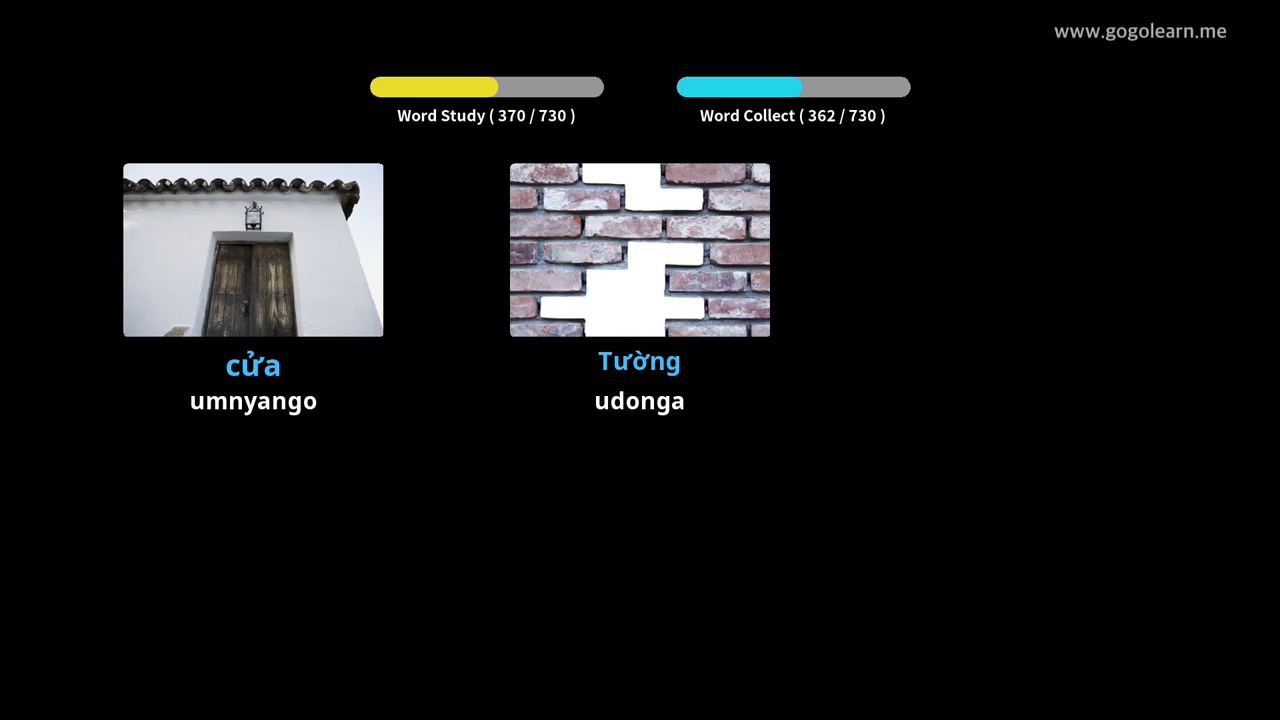 www.gogolearn.me
Word Study ( 370 / 730 )
Word Collect ( 362 / 730 )
cửa
umnyango
Tường
udonga